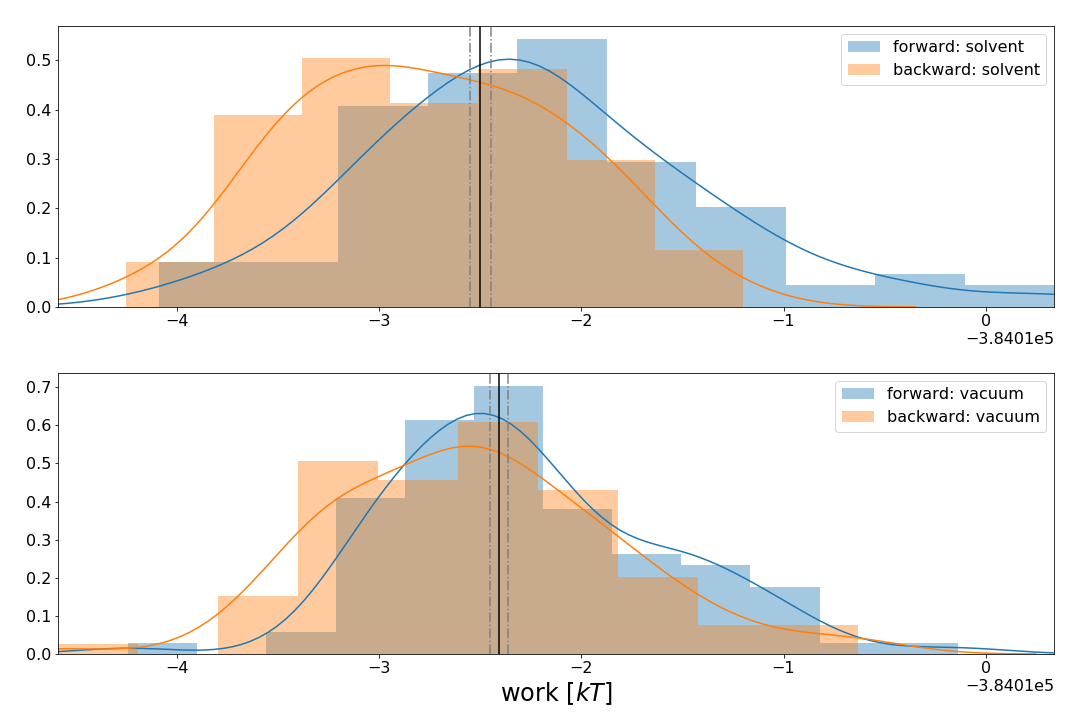 0.5
0.4
0.3
0.2
0.1
0.0
forward: solvent
backward: solvent
−4 −3 −2 −1 0
−3.8401e5
0.7
0.6
0.5
0.4
0.3
0.2
0.1
0.0
forward: vacuum
backward: vacuum
−4 −3 −2 −1 0
−3.8401e5
work [kT]